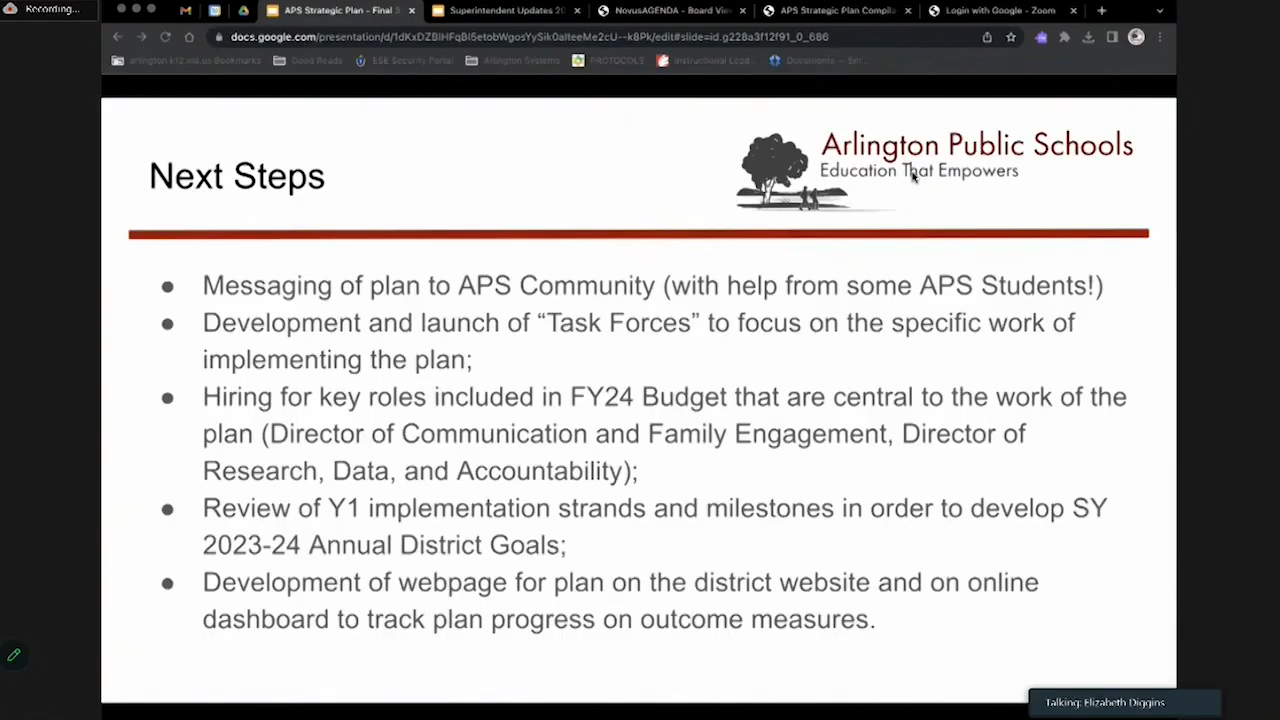 Recording...
APS Strategic Plan - Final 3
Superintendent Updates 20
NovusAGENDA - Board View
APS Strategic Plan Compila
Login with Google - Zoom
docs.google.com/presentation/d/
/edit#slide=id.g228a3f12f91_0_686
arlington.k12.ma.us Bookmarks
Good Reads
ESE Security Portal
Arlington Systems
PROTOCOLS
Instructional Lead...
Documents — Ser...
Next Steps
Arlington Public Schools
Education That Empowers
● Messaging of plan to APS Community (with help from some APS Students!)
● Development and launch of “Task Forces” to focus on the specific work of
implementing the plan;
● Hiring for key roles included in FY24 Budget that are central to the work of the
plan (Director of Communication and Family Engagement, Director of
Research, Data, and Accountability);
● Review of Y1 implementation strands and milestones in order to develop SY
2023-24 Annual District Goals;
● Development of webpage for plan on the district website and on online
dashboard to track plan progress on outcome measures.
Talking: Elizabeth Diggins